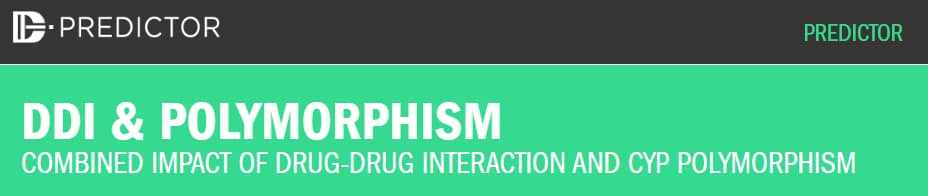 D·PREDICTOR
PREDICTOR
DDI & POLYMORPHISM
COMBINED IMPACT OF DRUG-DRUG INTERACTION AND CYP POLYMORPHISM